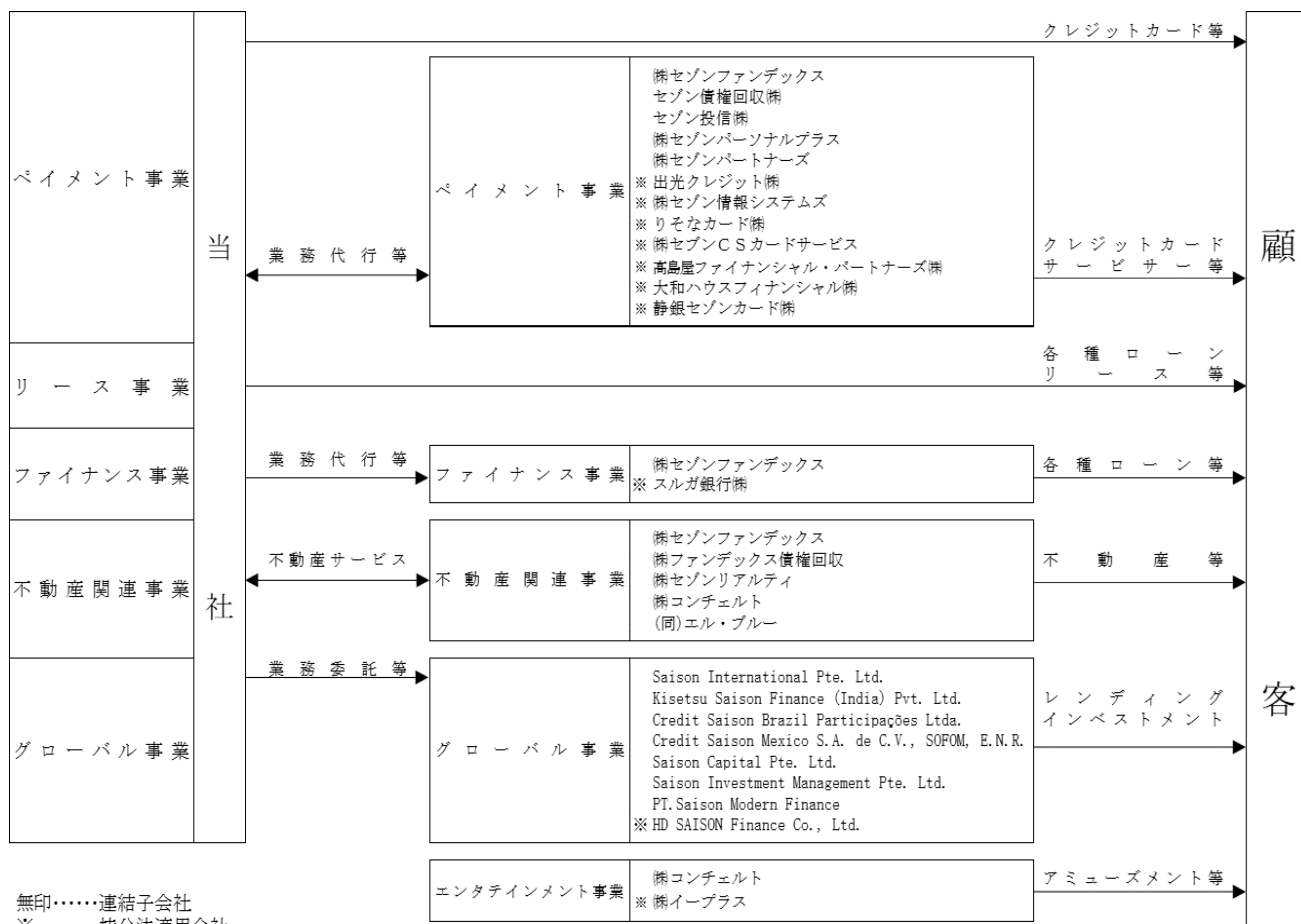 クレジットカード等
ペイメント事業
当
社
業務代行等
ペイメント事業
㈱セゾンファンデックス
セゾン債権回収㈱
セゾン投信㈱
㈱セゾンパーソナルプラス
㈱セゾンパートナーズ
※ 出光クレジット㈱
※ ㈱セゾン情報システムズ
※ りそなカード㈱
※ ㈱セブンＣＳカードサービス
※ 高島屋ファイナンシャル・パートナーズ㈱
※ 大和ハウスフィナンシャル㈱
※ 静銀セゾンカード㈱
クレジットカード
サービサー等
顧
客
リース事業
各種ローン
リース等
ファイナンス事業
業務代行等
ファイナンス事業
㈱セゾンファンデックス
※ スルガ銀行㈱
各種ローン等
不動産関連事業
不動産サービス
不動産関連事業
㈱セゾンファンデックス
㈱ファンデックス債権回収
㈱セゾンリアルティ
㈱コンチェルト
(同)エル・ブルー
不動産等
グローバル事業
業務委託等
グローバル事業
Saison International Pte. Ltd.
Kisetsu Saison Finance (India) Pvt. Ltd.
Credit Saison Brazil Participações Ltda.
Credit Saison Mexico S.A. de C.V., SOFOM, E.N.R.
Saison Capital Pte. Ltd.
Saison Investment Management Pte. Ltd.
PT.Saison Modern Finance
※ HD SAISON Finance Co., Ltd.
レンディング
インベストメント
エンタテインメント事業
㈱コンチェルト
※ ㈱イープラス
アミューズメント等
無印……連結子会社